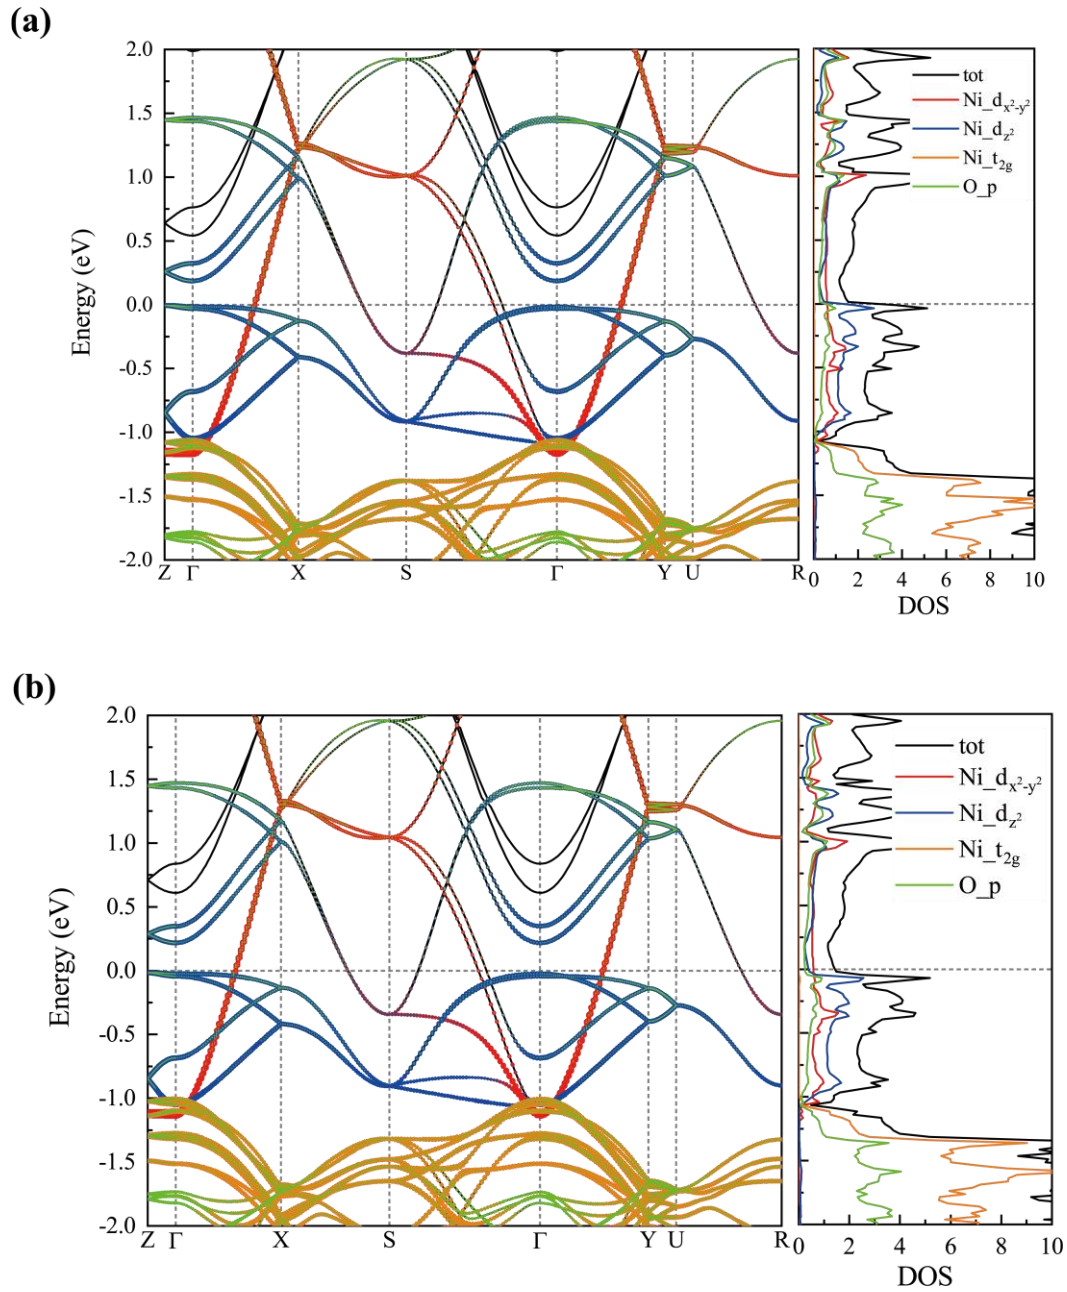 (a)
Energy (eV)
2.0
1.5
1.0
0.5
0.0
-0.5
-1.0
-1.5
-2.0
Z Γ X S Γ Y U R
tot
Ni_dx²-y²
Ni_dz²
Ni_t2g
O_p
0 2 4 6 8 10
DOS
(b)
Energy (eV)
2.0
1.5
1.0
0.5
0.0
-0.5
-1.0
-1.5
-2.0
Z Γ X S Γ Y U R
tot
Ni_dx²-y²
Ni_dz²
Ni_t2g
O_p
0 2 4 6 8 10
DOS